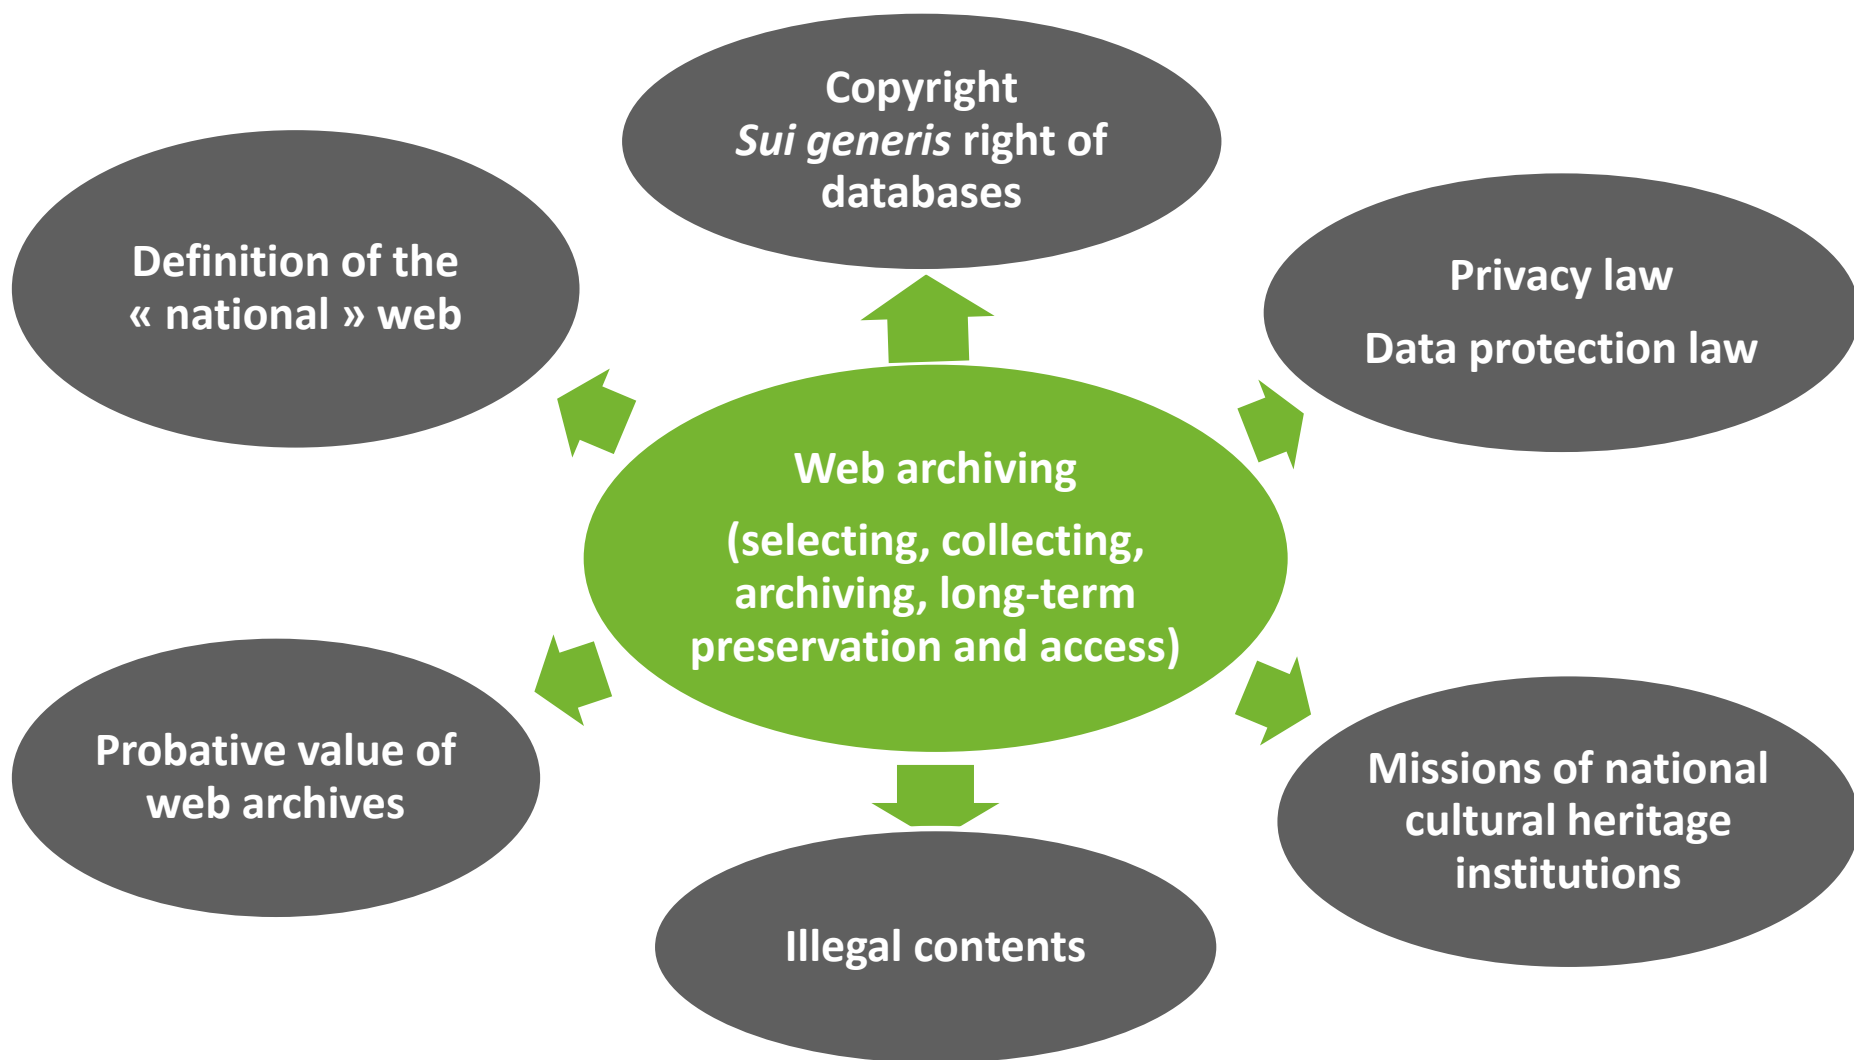 Copyright
Sui generis right of
databases
Definition of the
« national » web
Privacy law
Data protection law
Web archiving
(selecting, collecting,
archiving, long-term
preservation and access)
Probative value of
web archives
Missions of national
cultural heritage
institutions
Illegal contents